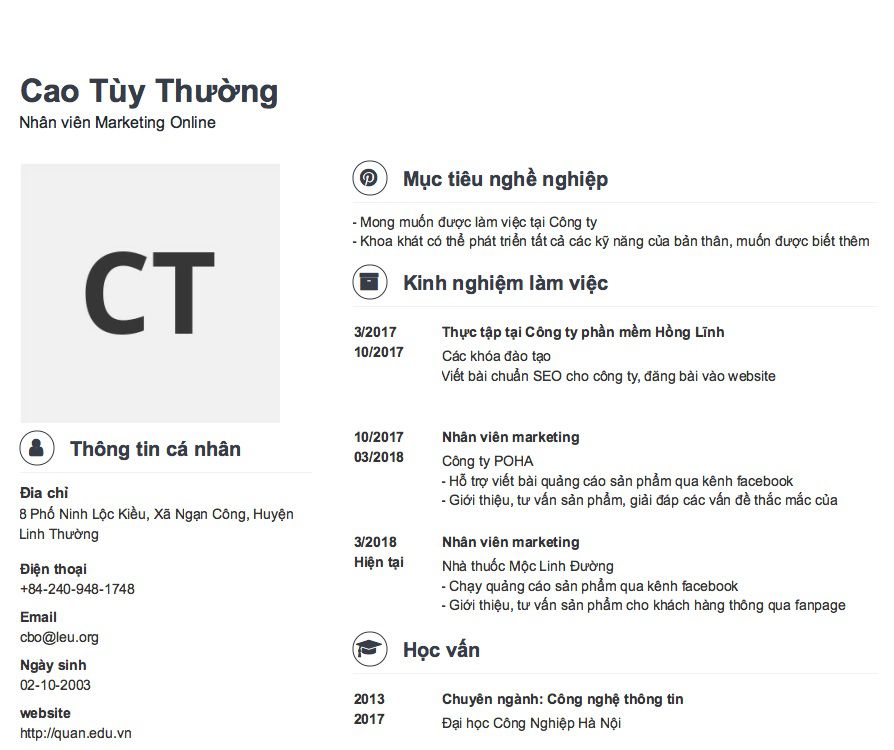 Cao Tùy Thường
Nhân viên Marketing Online
CT
Thông tin cá nhân
Đia chỉ
8 Phố Ninh Lộc Kiều, Xã Ngạn Công, Huyện
Linh Thường
Điện thoại
+84-240-948-1748
Email
cbo@leu.org
Ngày sinh
02-10-2003
website
http://quan.edu.vn
Mục tiêu nghề nghiệp
- Mong muốn được làm việc tại Công ty
- Khoa khát có thể phát triển tất cả các kỹ năng của bản thân, muốn được biết thêm
Kinh nghiệm làm việc
3/2017 Thực tập tại Công ty phần mềm Hồng Lĩnh
10/2017 Các khóa đào tạo
Viết bài chuẩn SEO cho công ty, đăng bài vào website
10/2017 Nhân viên marketing
03/2018 Công ty POHA
- Hỗ trợ viết bài quảng cáo sản phẩm qua kênh facebook
- Giới thiệu, tư vấn sản phẩm, giải đáp các vấn đề thắc mắc của
3/2018 Nhân viên marketing
Hiện tại Nhà thuốc Mộc Linh Đường
- Chạy quảng cáo sản phẩm qua kênh facebook
- Giới thiệu, tư vấn sản phẩm cho khách hàng thông qua fanpage
Học vấn
2013 Chuyên ngành: Công nghệ thông tin
2017 Đại học Công Nghiệp Hà Nội